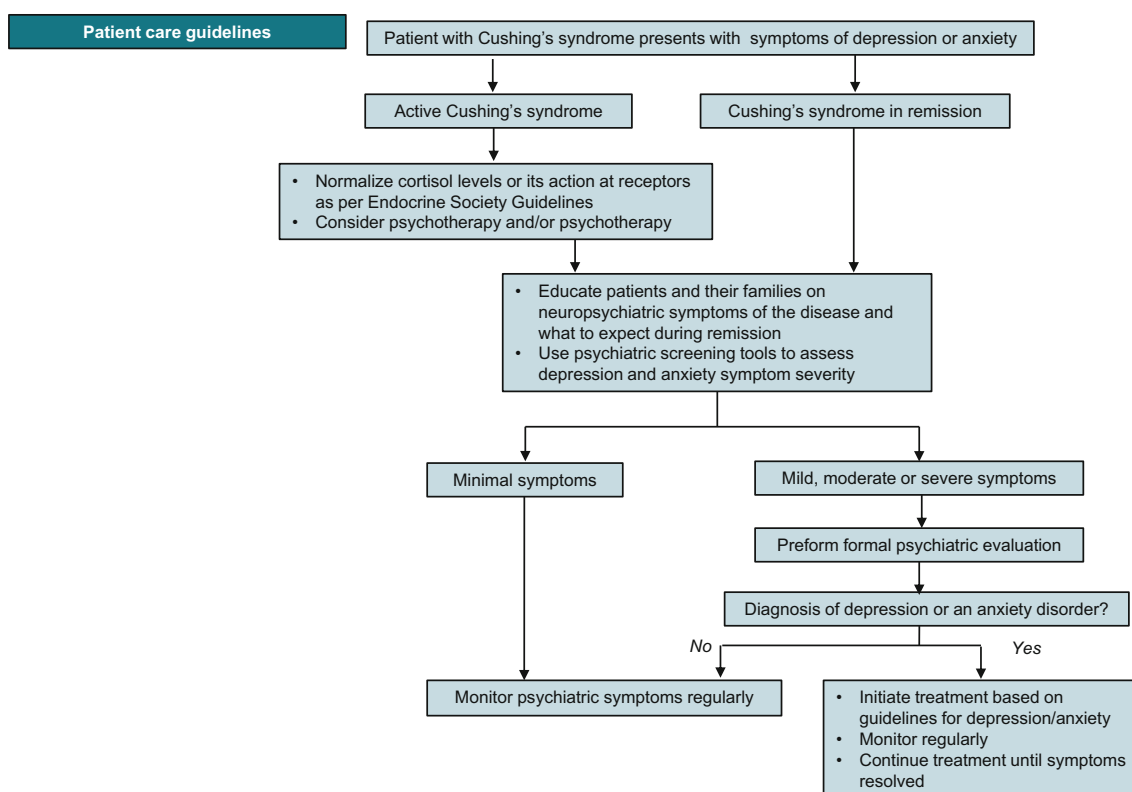 Patient care guidelines
Patient with Cushing's syndrome presents with symptoms of depression or anxiety
Active Cushing's syndrome
Cushing's syndrome in remission
• Normalize cortisol levels or its action at receptors
as per Endocrine Society Guidelines
• Consider psychotherapy and/or psychotherapy
• Educate patients and their families on
neuropsychiatric symptoms of the disease and
what to expect during remission
• Use psychiatric screening tools to assess
depression and anxiety symptom severity
Minimal symptoms
Mild, moderate or severe symptoms
Preform formal psychiatric evaluation
Diagnosis of depression or an anxiety disorder?
No
Yes
Monitor psychiatric symptoms regularly
• Initiate treatment based on
guidelines for depression/anxiety
• Monitor regularly
• Continue treatment until symptoms
resolved